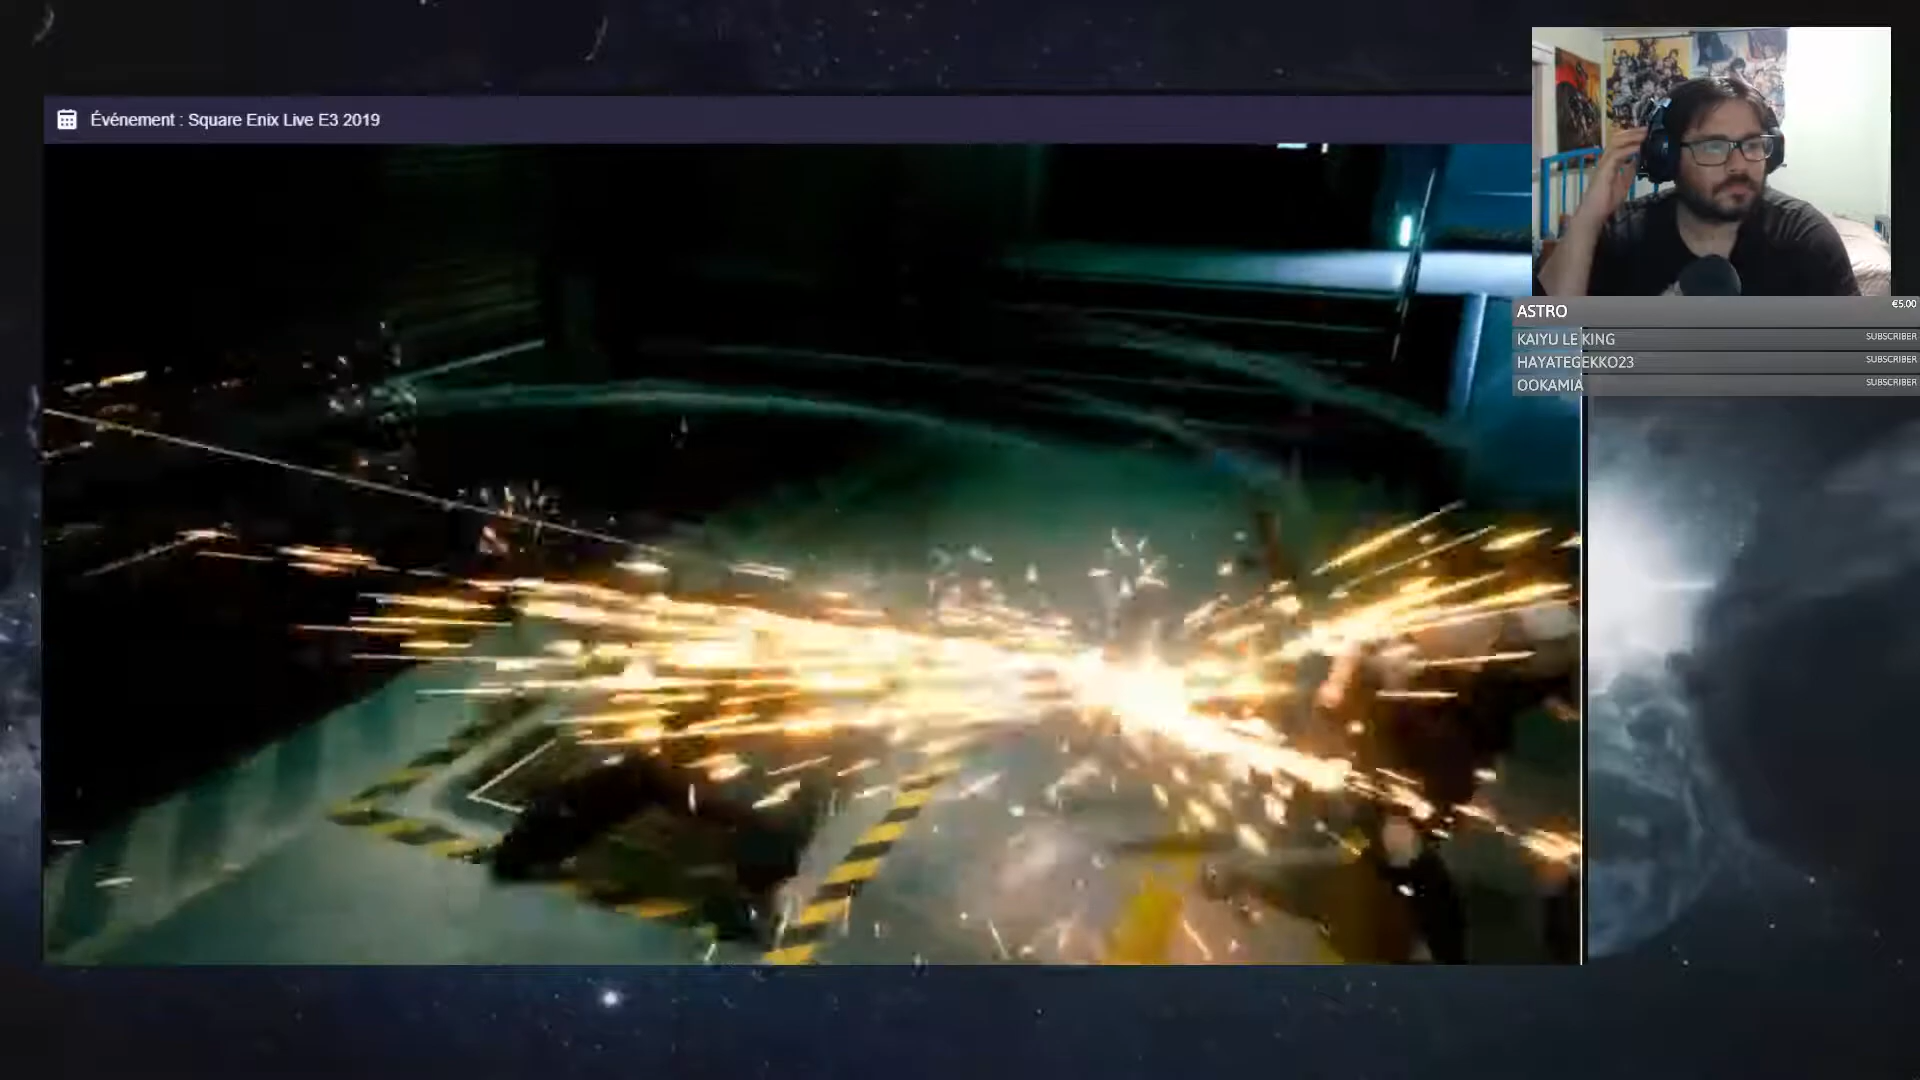 Événement : Square Enix Live E3 2019
ASTRO €5.00
KAIYU LE KING SUBSCRIBER
HAYATEGEKKO23 SUBSCRIBER
OOKAMIA SUBSCRIBER